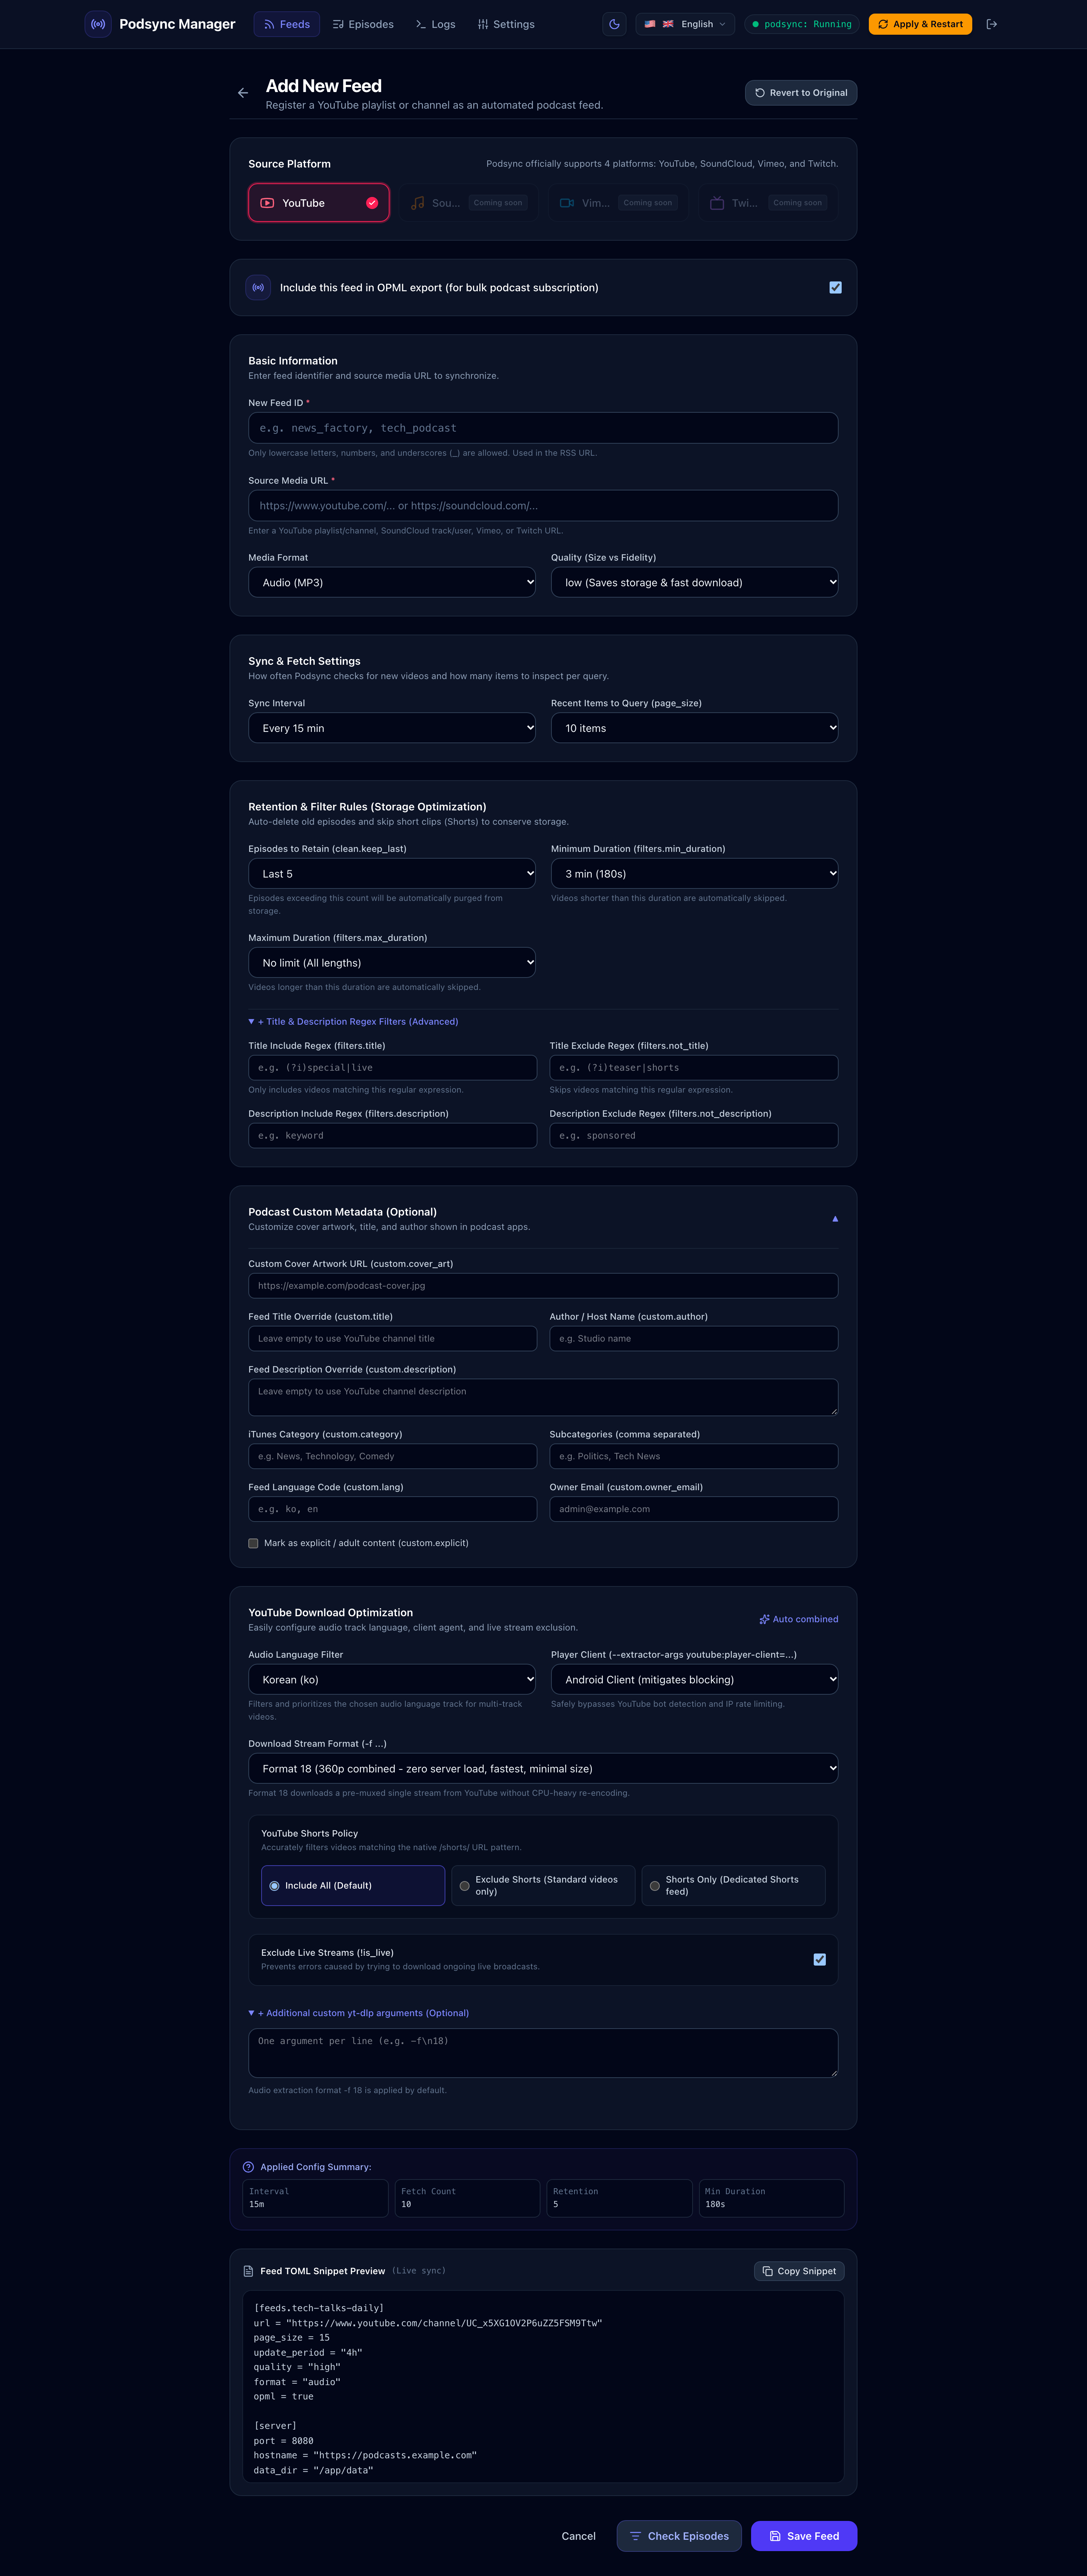 Podsync Manager
Feeds
Episodes
Logs
Settings
English
podsync: Running
Apply & Restart
Add New Feed
Register a YouTube playlist or channel as an automated podcast feed.
Revert to Original
Source Platform
Podsync officially supports 4 platforms: YouTube, SoundCloud, Vimeo, and Twitch.
YouTube
Sou...
Coming soon
Vim...
Coming soon
Twi...
Coming soon
Include this feed in OPML export (for bulk podcast subscription)
Basic Information
Enter feed identifier and source media URL to synchronize.
New Feed ID *
e.g. news_factory, tech_podcast
Only lowercase letters, numbers, and underscores (_) are allowed. Used in the RSS URL.
Source Media URL *
https://www.youtube.com/... or https://soundcloud.com/...
Enter a YouTube playlist/channel, SoundCloud track/user, Vimeo, or Twitch URL.
Media Format
Quality (Size vs Fidelity)
Audio (MP3)
low (Saves storage & fast download)
Sync & Fetch Settings
How often Podsync checks for new videos and how many items to inspect per query.
Sync Interval
Recent Items to Query (page_size)
Every 15 min
10 items
Retention & Filter Rules (Storage Optimization)
Auto-delete old episodes and skip short clips (Shorts) to conserve storage.
Episodes to Retain (clean.keep_last)
Minimum Duration (filters.min_duration)
Last 5
3 min (180s)
Episodes exceeding this count will be automatically purged from
storage.
Videos shorter than this duration are automatically skipped.
Maximum Duration (filters.max_duration)
No limit (All lengths)
Videos longer than this duration are automatically skipped.
▼ + Title & Description Regex Filters (Advanced)
Title Include Regex (filters.title)
Title Exclude Regex (filters.not_title)
e.g. (?i)special|live
e.g. (?i)teaser|shorts
Only includes videos matching this regular expression.
Skips videos matching this regular expression.
Description Include Regex (filters.description)
Description Exclude Regex (filters.not_description)
e.g. keyword
e.g. sponsored
Podcast Custom Metadata (Optional)
Customize cover artwork, title, and author shown in podcast apps.
▲
Custom Cover Artwork URL (custom.cover_art)
https://example.com/podcast-cover.jpg
Feed Title Override (custom.title)
Author / Host Name (custom.author)
Leave empty to use YouTube channel title
e.g. Studio name
Feed Description Override (custom.description)
Leave empty to use YouTube channel description
iTunes Category (custom.category)
Subcategories (comma separated)
e.g. News, Technology, Comedy
e.g. Politics, Tech News
Feed Language Code (custom.lang)
Owner Email (custom.owner_email)
e.g. ko, en
admin@example.com
Mark as explicit / adult content (custom.explicit)
YouTube Download Optimization
Easily configure audio track language, client agent, and live stream exclusion.
Auto combined
Audio Language Filter
Player Client (--extractor-args youtube:player-client=...)
Korean (ko)
Android Client (mitigates blocking)
Filters and prioritizes the chosen audio language track for multi-track
videos.
Safely bypasses YouTube bot detection and IP rate limiting.
Download Stream Format (-f ...)
Format 18 (360p combined - zero server load, fastest, minimal size)
Format 18 downloads a pre-muxed single stream from YouTube without CPU-heavy re-encoding.
YouTube Shorts Policy
Accurately filters videos matching the native /shorts/ URL pattern.
Include All (Default)
Exclude Shorts (Standard videos
only)
Shorts Only (Dedicated Shorts
feed)
Exclude Live Streams (!is_live)
Prevents errors caused by trying to download ongoing live broadcasts.
▼ + Additional custom yt-dlp arguments (Optional)
One argument per line (e.g. -f\n18)
Audio extraction format -f 18 is applied by default.
Applied Config Summary:
Interval
15m
Fetch Count
10
Retention
5
Min Duration
180s
Feed TOML Snippet Preview (Live sync)
Copy Snippet
[feeds.tech-talks-daily]
url = "https://www.youtube.com/channel/UC_x5XG1OV2P6uZZ5FSM9Ttw"
page_size = 15
update_period = "4h"
quality = "high"
format = "audio"
opml = true
[server]
port = 8080
hostname = "https://podcasts.example.com"
data_dir = "/app/data"
Cancel
Check Episodes
Save Feed